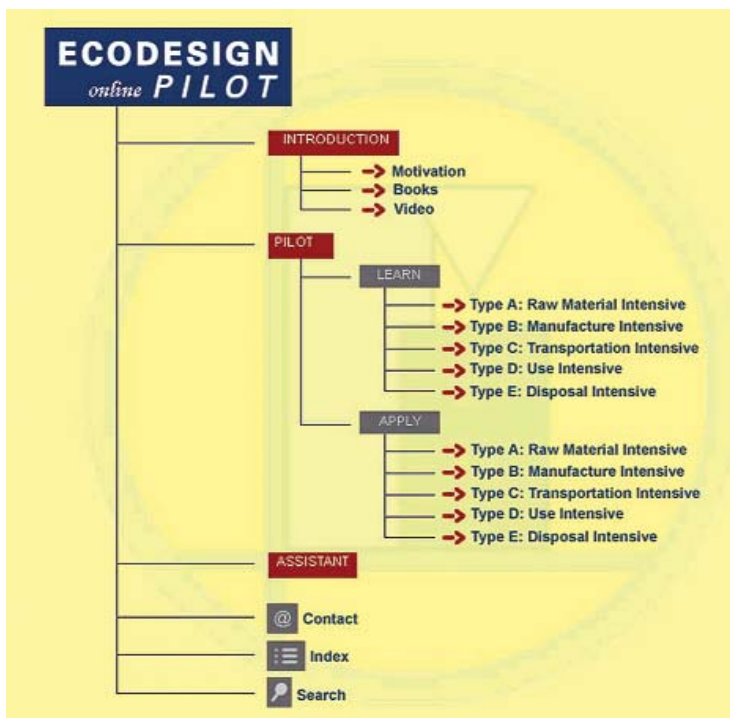 ECODESIGN
online PILOT
INTRODUCTION
Motivation
Books
Video
PILOT
LEARN
Type A: Raw Material Intensive
Type B: Manufacture Intensive
Type C: Transportation Intensive
Type D: Use Intensive
Type E: Disposal Intensive
APPLY
Type A: Raw Material Intensive
Type B: Manufacture Intensive
Type C: Transportation Intensive
Type D: Use Intensive
Type E: Disposal Intensive
ASSISTANT
@ Contact
Index
Search